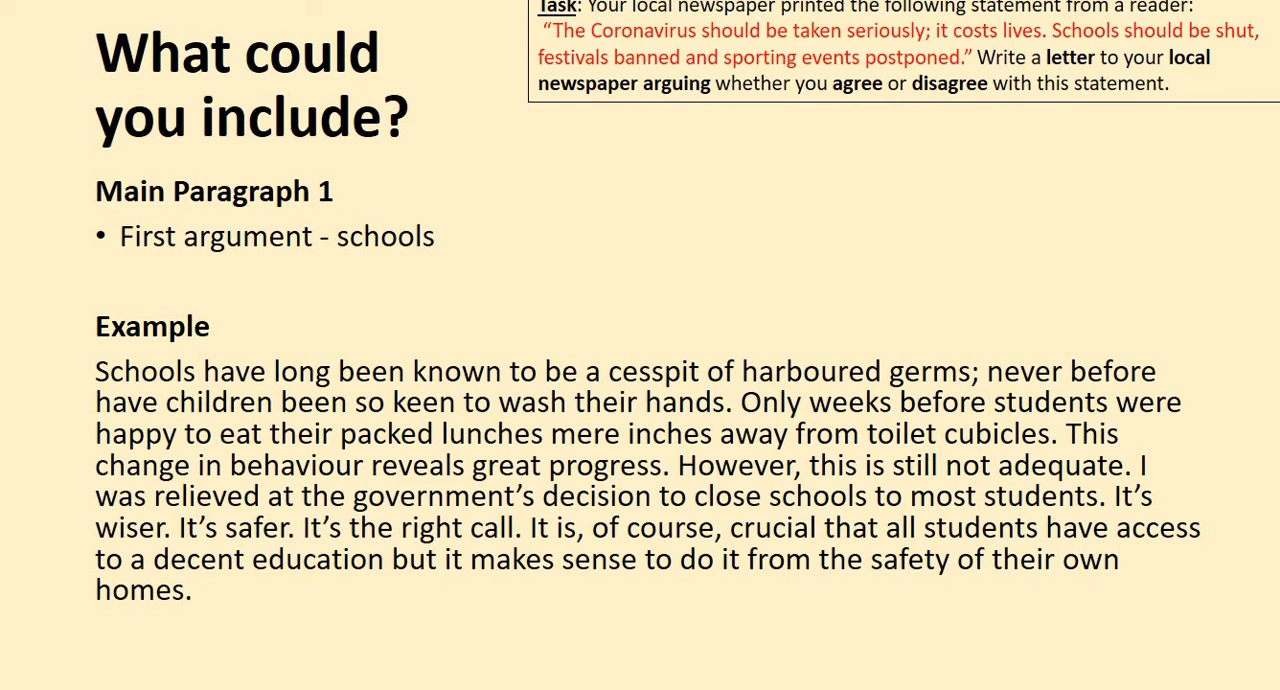 Task: Your local newspaper printed the following statement from a reader:
“The Coronavirus should be taken seriously; it costs lives. Schools should be shut,
festivals banned and sporting events postponed.” Write a letter to your local
newspaper arguing whether you agree or disagree with this statement.
What could
you include?
Main Paragraph 1
• First argument - schools
Example
Schools have long been known to be a cesspit of harboured germs; never before
have children been so keen to wash their hands. Only weeks before students were
happy to eat their packed lunches mere inches away from toilet cubicles. This
change in behaviour reveals great progress. However, this is still not adequate. I
was relieved at the government’s decision to close schools to most students. It’s
wiser. It’s safer. It’s the right call. It is, of course, crucial that all students have access
to a decent education but it makes sense to do it from the safety of their own
homes.